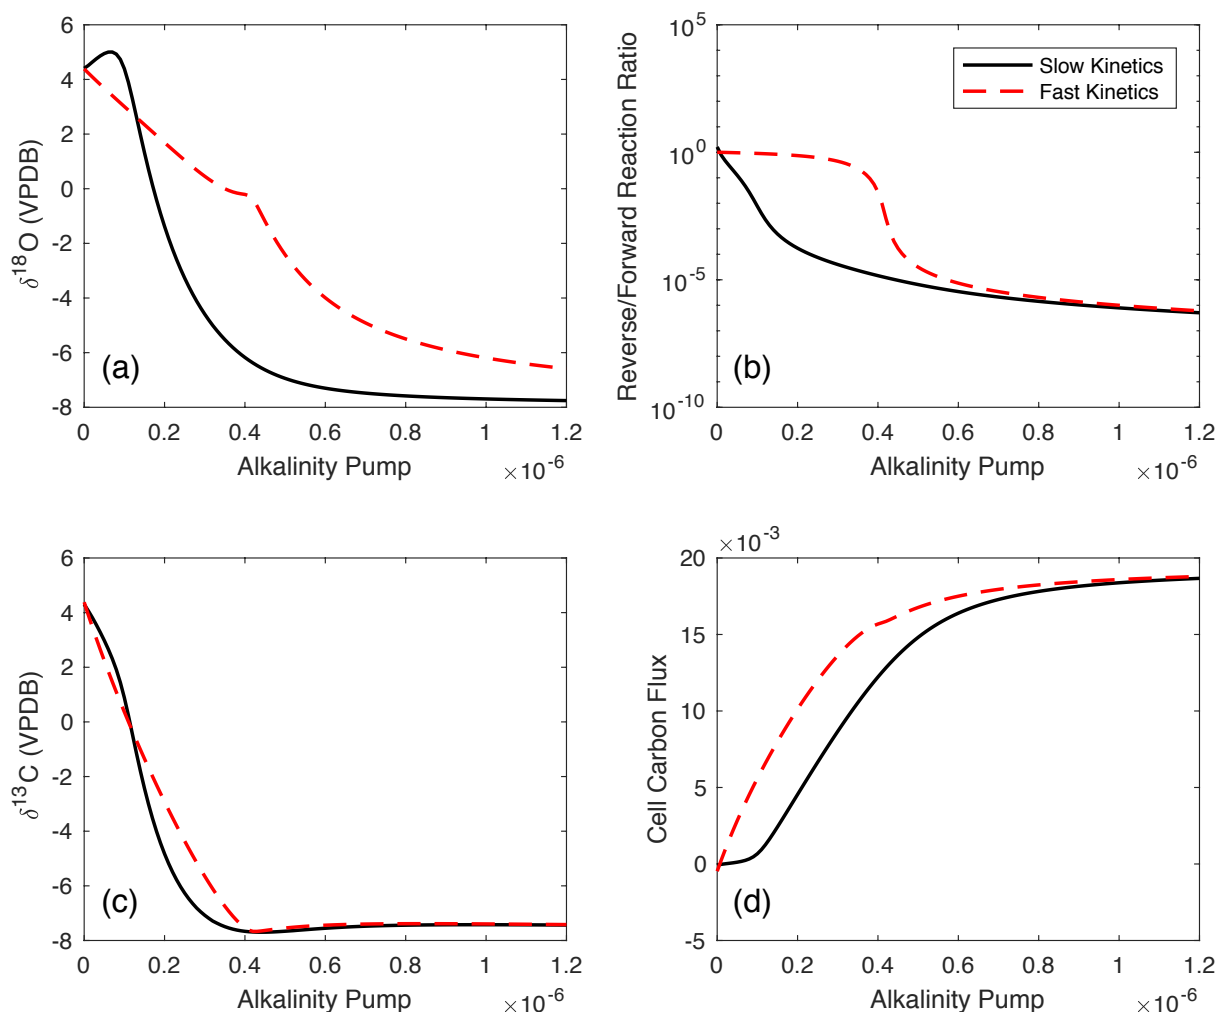 6
4
2
0
-2
-4
-6
-8
δ¹⁸O (VPDB)
(a)
0 0.2 0.4 0.6 0.8 1 1.2
Alkalinity Pump
×10⁻⁶
10⁵
10⁰
10⁻⁵
10⁻¹⁰
Reverse/Forward Reaction Ratio
Slow Kinetics
Fast Kinetics
(b)
0 0.2 0.4 0.6 0.8 1 1.2
Alkalinity Pump
×10⁻⁶
6
4
2
0
-2
-4
-6
-8
δ¹³C (VPDB)
(c)
0 0.2 0.4 0.6 0.8 1 1.2
Alkalinity Pump
×10⁻⁶
×10⁻³
20
15
10
5
0
-5
Cell Carbon Flux
(d)
0 0.2 0.4 0.6 0.8 1 1.2
Alkalinity Pump
×10⁻⁶